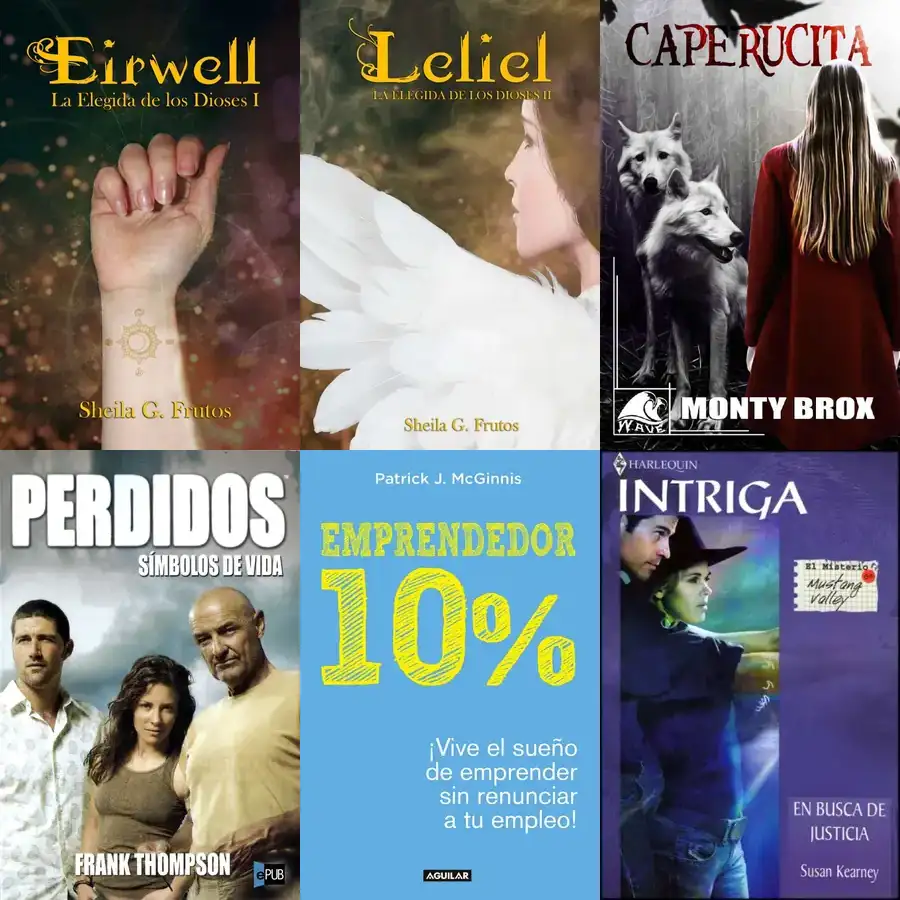 Eirwell
La Elegida de los Dioses I
Sheila G. Frutos
Leliel
LA ELEGIDA DE LOS DIOSES II
Sheila G. Frutos
CAPERUCITA
WAVE
MONTY BROX
PERDIDOS
SÍMBOLOS DE VIDA
FRANK THOMPSON
ePUB
Patrick J. McGinnis
EMPRENDEDOR
10%
¡Vive el sueño
de emprender
sin renunciar
a tu empleo!
AGUILAR
HARLEQUIN
INTRIGA
El Misterio
Mustang
Valley
EN BUSCA DE
JUSTICIA
Susan Kearney